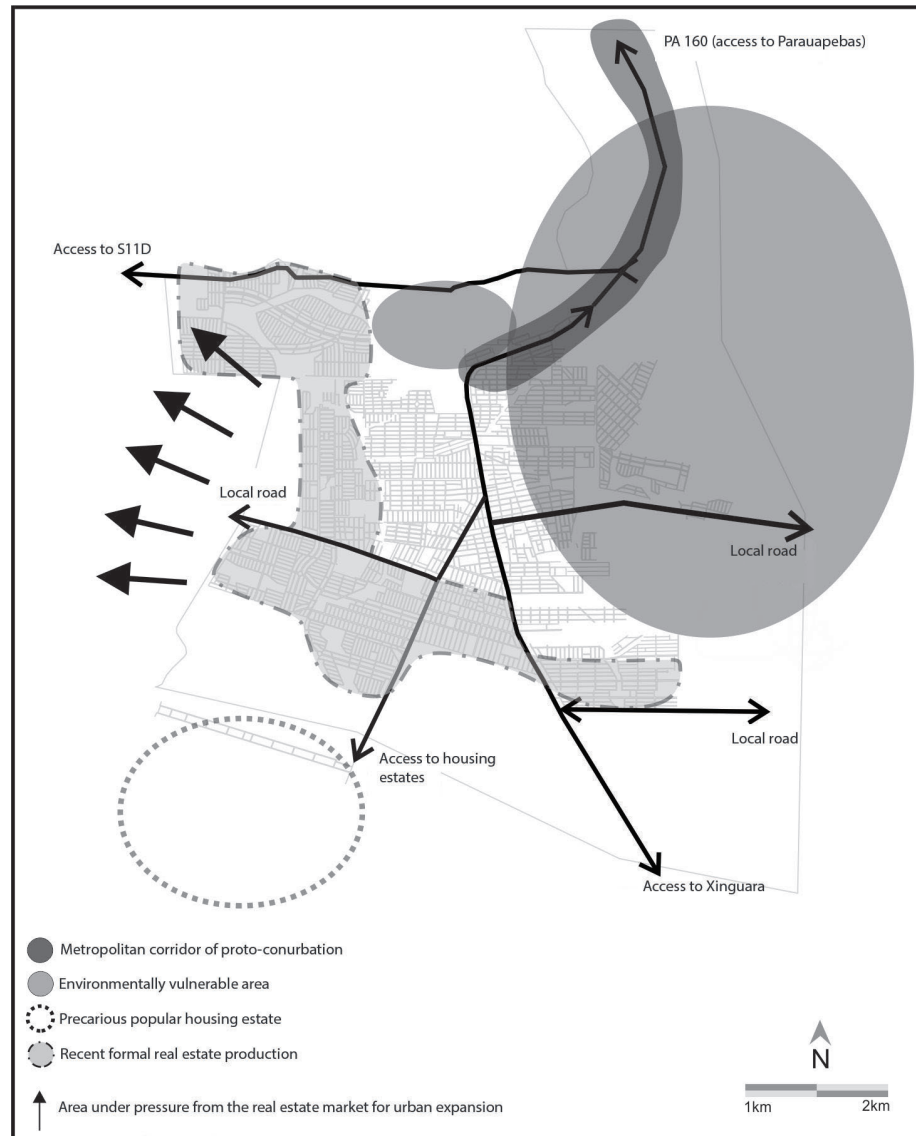 PA 160 (access to Parauapebas)
Access to S11D
Local road
Local road
Local road
Access to housing
estates
Access to Xinguara
Metropolitan corridor of proto-conurbation
Environmentally vulnerable area
Precarious popular housing estate
Recent formal real estate production
Area under pressure from the real estate market for urban expansion
N
1km 2km